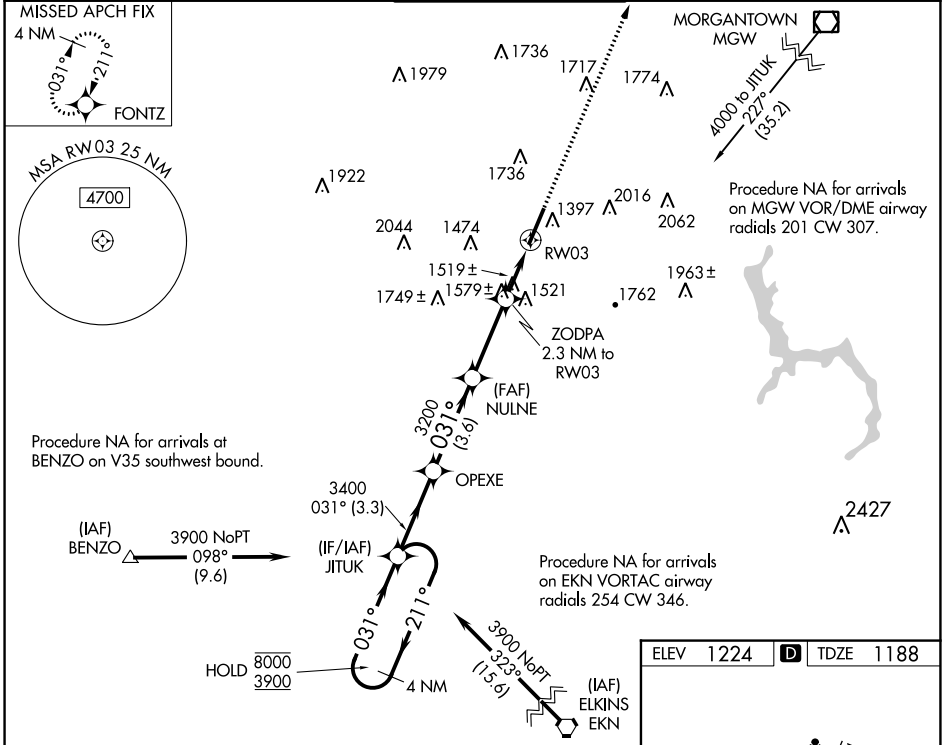 MISSED APCH FIX
4 NM
031°
211°
FONTZ
MSA RW03 25 NM
4700
1979
1736
1717
1774
MORGANTOWN
MGW
4000 to JITUK
227°
(35.2)
1922
1736
2016
2062
Procedure NA for arrivals
on MGW VOR/DME airway
radials 201 CW 307.
2044
1474
1397
RW03
1519 ±
1749 ±
1579 ±
1521
1762
1963 ±
ZODPA
2.3 NM to
RW03
(FAF)
NULNE
3200
031°
(3.6)
Procedure NA for arrivals at
BENZO on V35 southwest bound.
OPEXE
3400
031° (3.3)
2427
(IAF)
BENZO
3900 NoPT
098°
(9.6)
(IF/IAF)
JITUK
Procedure NA for arrivals
on EKN VORTAC airway
radials 254 CW 346.
031°
211°
HOLD 8000
3900
4 NM
3900 NoPT
323°
(15.6)
(IAF)
ELKINS
EKN
ELEV 1224 D TDZE 1188